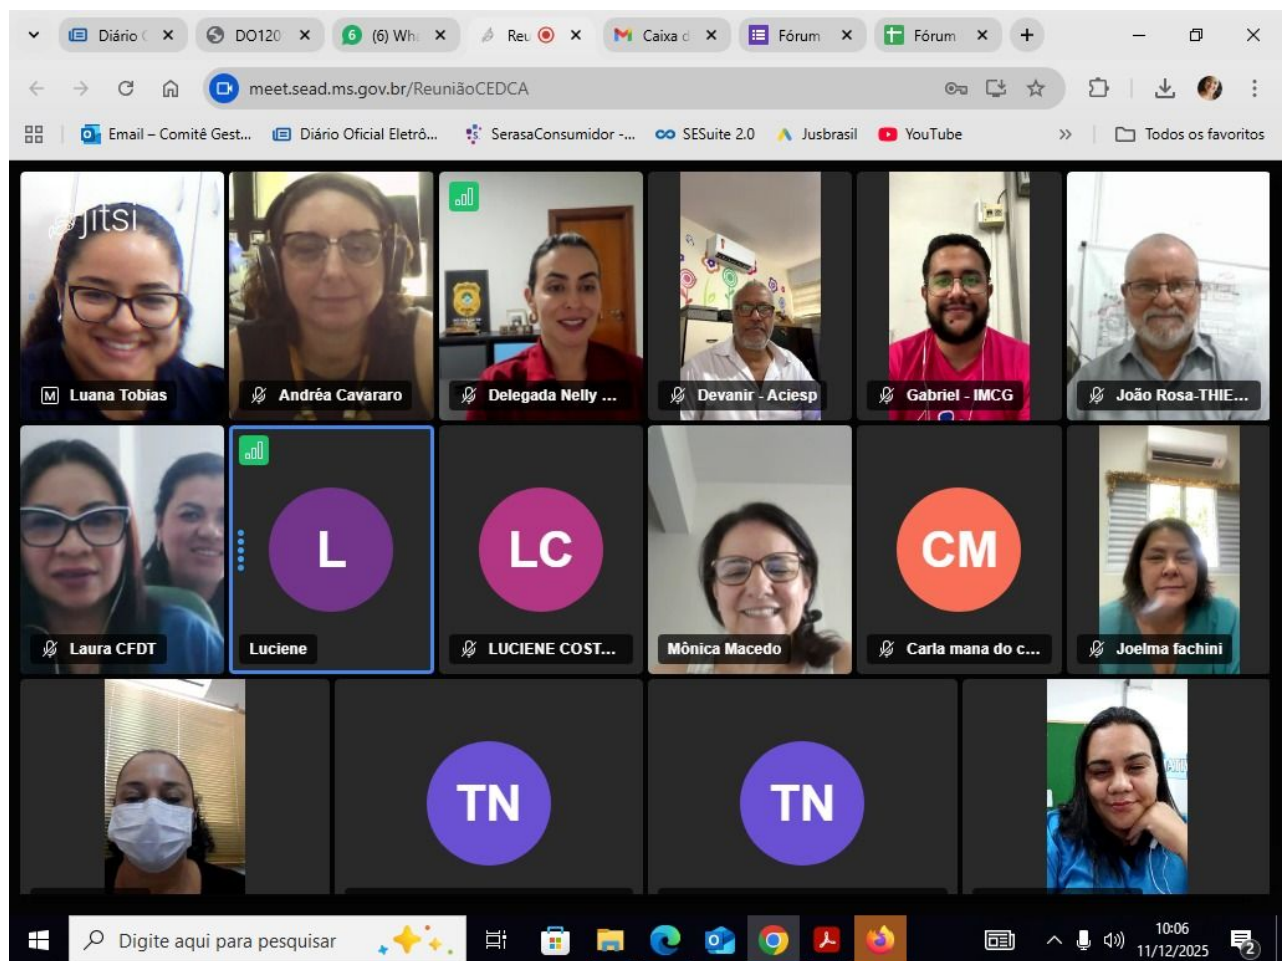 Diário
DO120
6
(6) Wh
Reu
Caixa d
Fórum
Fórum
meet.sead.ms.gov.br/ReuniãoCEDCA
Email – Comitê Gest...
Diário Oficial Eletrô...
SerasaConsumidor -...
SESuite 2.0
Jusbrasil
YouTube
Todos os favoritos
jitsi
M Luana Tobias
Andréa Cavararo
Delegada Nelly ...
Devanir - Aciesp
Gabriel - IMCG
João Rosa-THIE...
L
LC
CM
Laura CFDT
Luciene
LUCIENE COST...
Mônica Macedo
Carla mana do c...
Joelma fachini
TN
TN
Digite aqui para pesquisar
10:06
11/12/2025
2